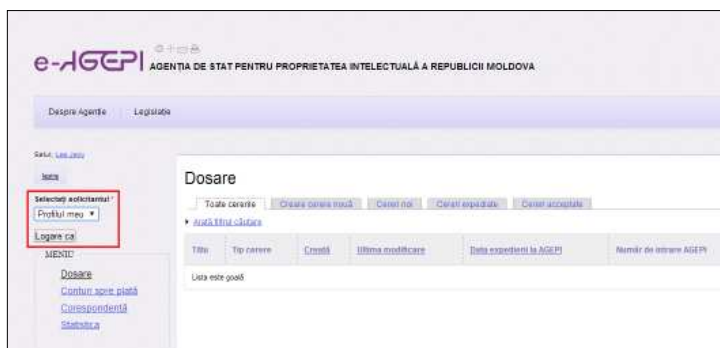 e-AGEPI AGENȚIA DE STAT PENTRU PROPRIETATEA INTELECTUALĂ A REPUBLICII MOLDOVA
Despre Agenție Legislație
Salut,
Ieșire
Selectați solicitantul *
Profilul meu
Logare ca
MENIU
Dosare
Conturi spre plată
Corespondență
Statistica
Dosare
Toate cererile Creare cerere nouă Cereri noi Cereri expediate Cereri acceptate
Arată filtrul căutare
Titlu Tip cerere Creată Ultima modificare Data expedierii la AGEPI Număr de intrare AGEPI
Lista este goală